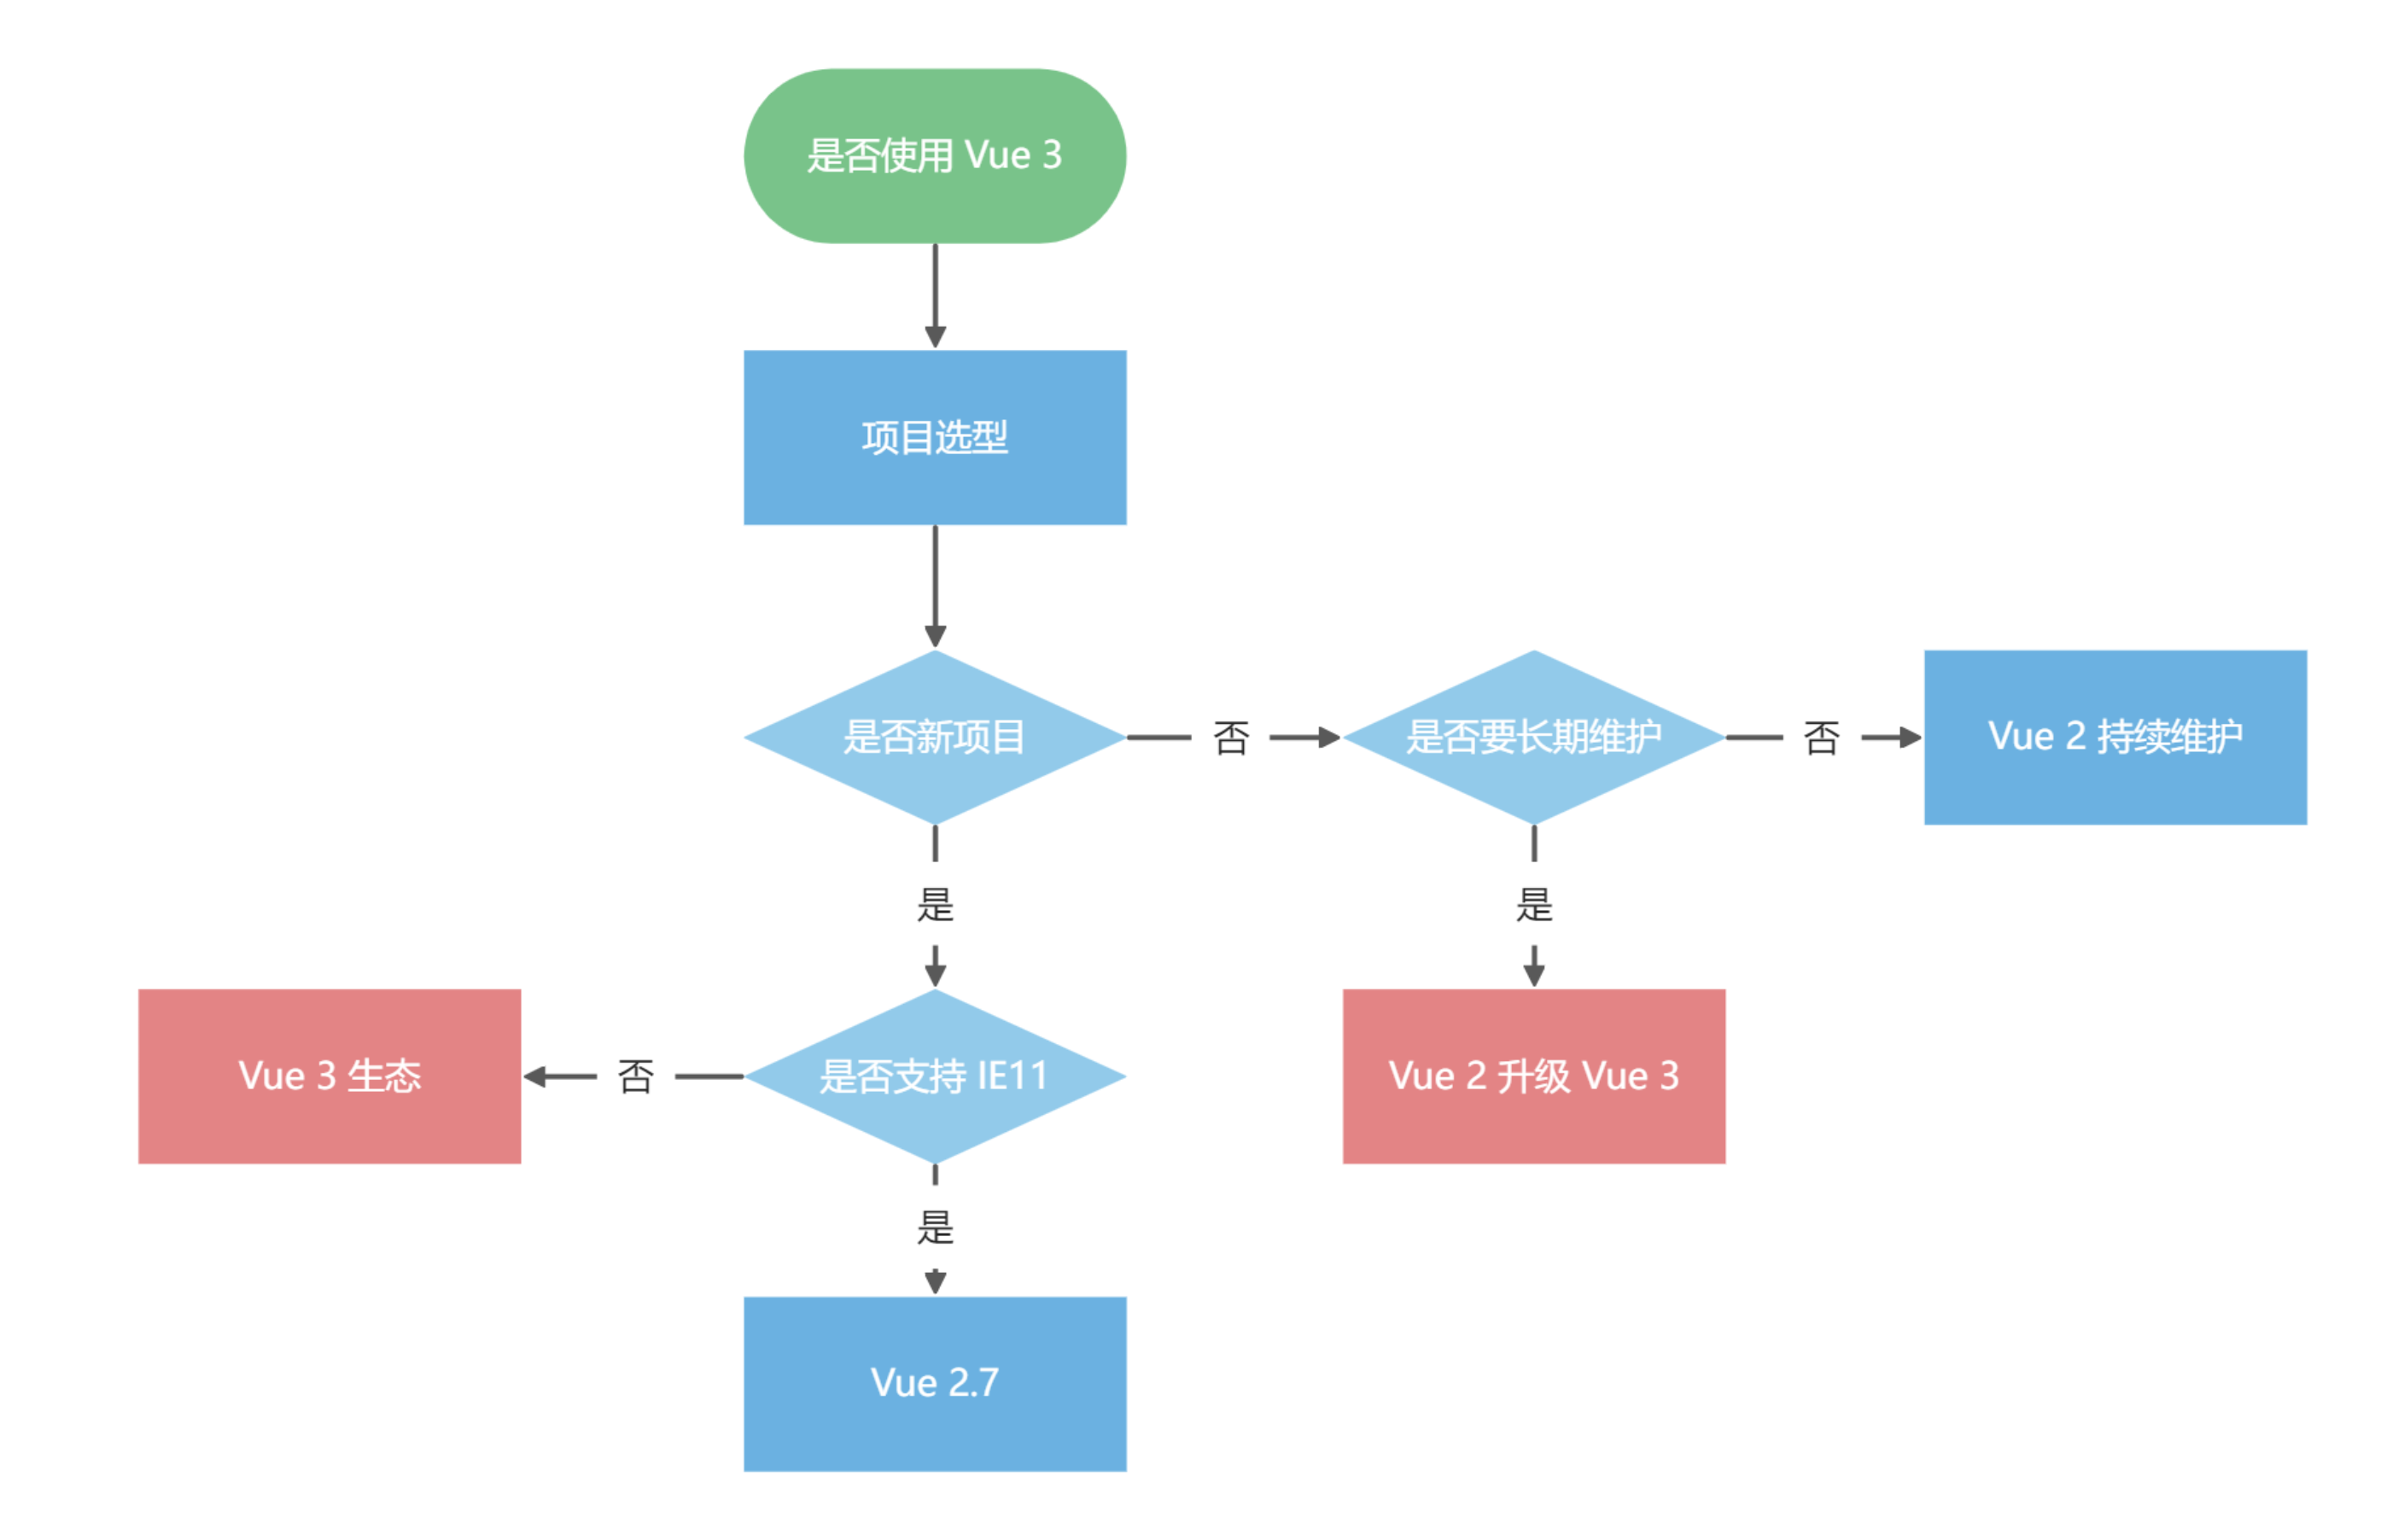 是否使用 Vue 3
项目选型
是否新项目
否
是否要长期维护
否
Vue 2 持续维护
是
是
Vue 3 生态
否
是否支持 IE11
Vue 2 升级 Vue 3
是
Vue 2.7